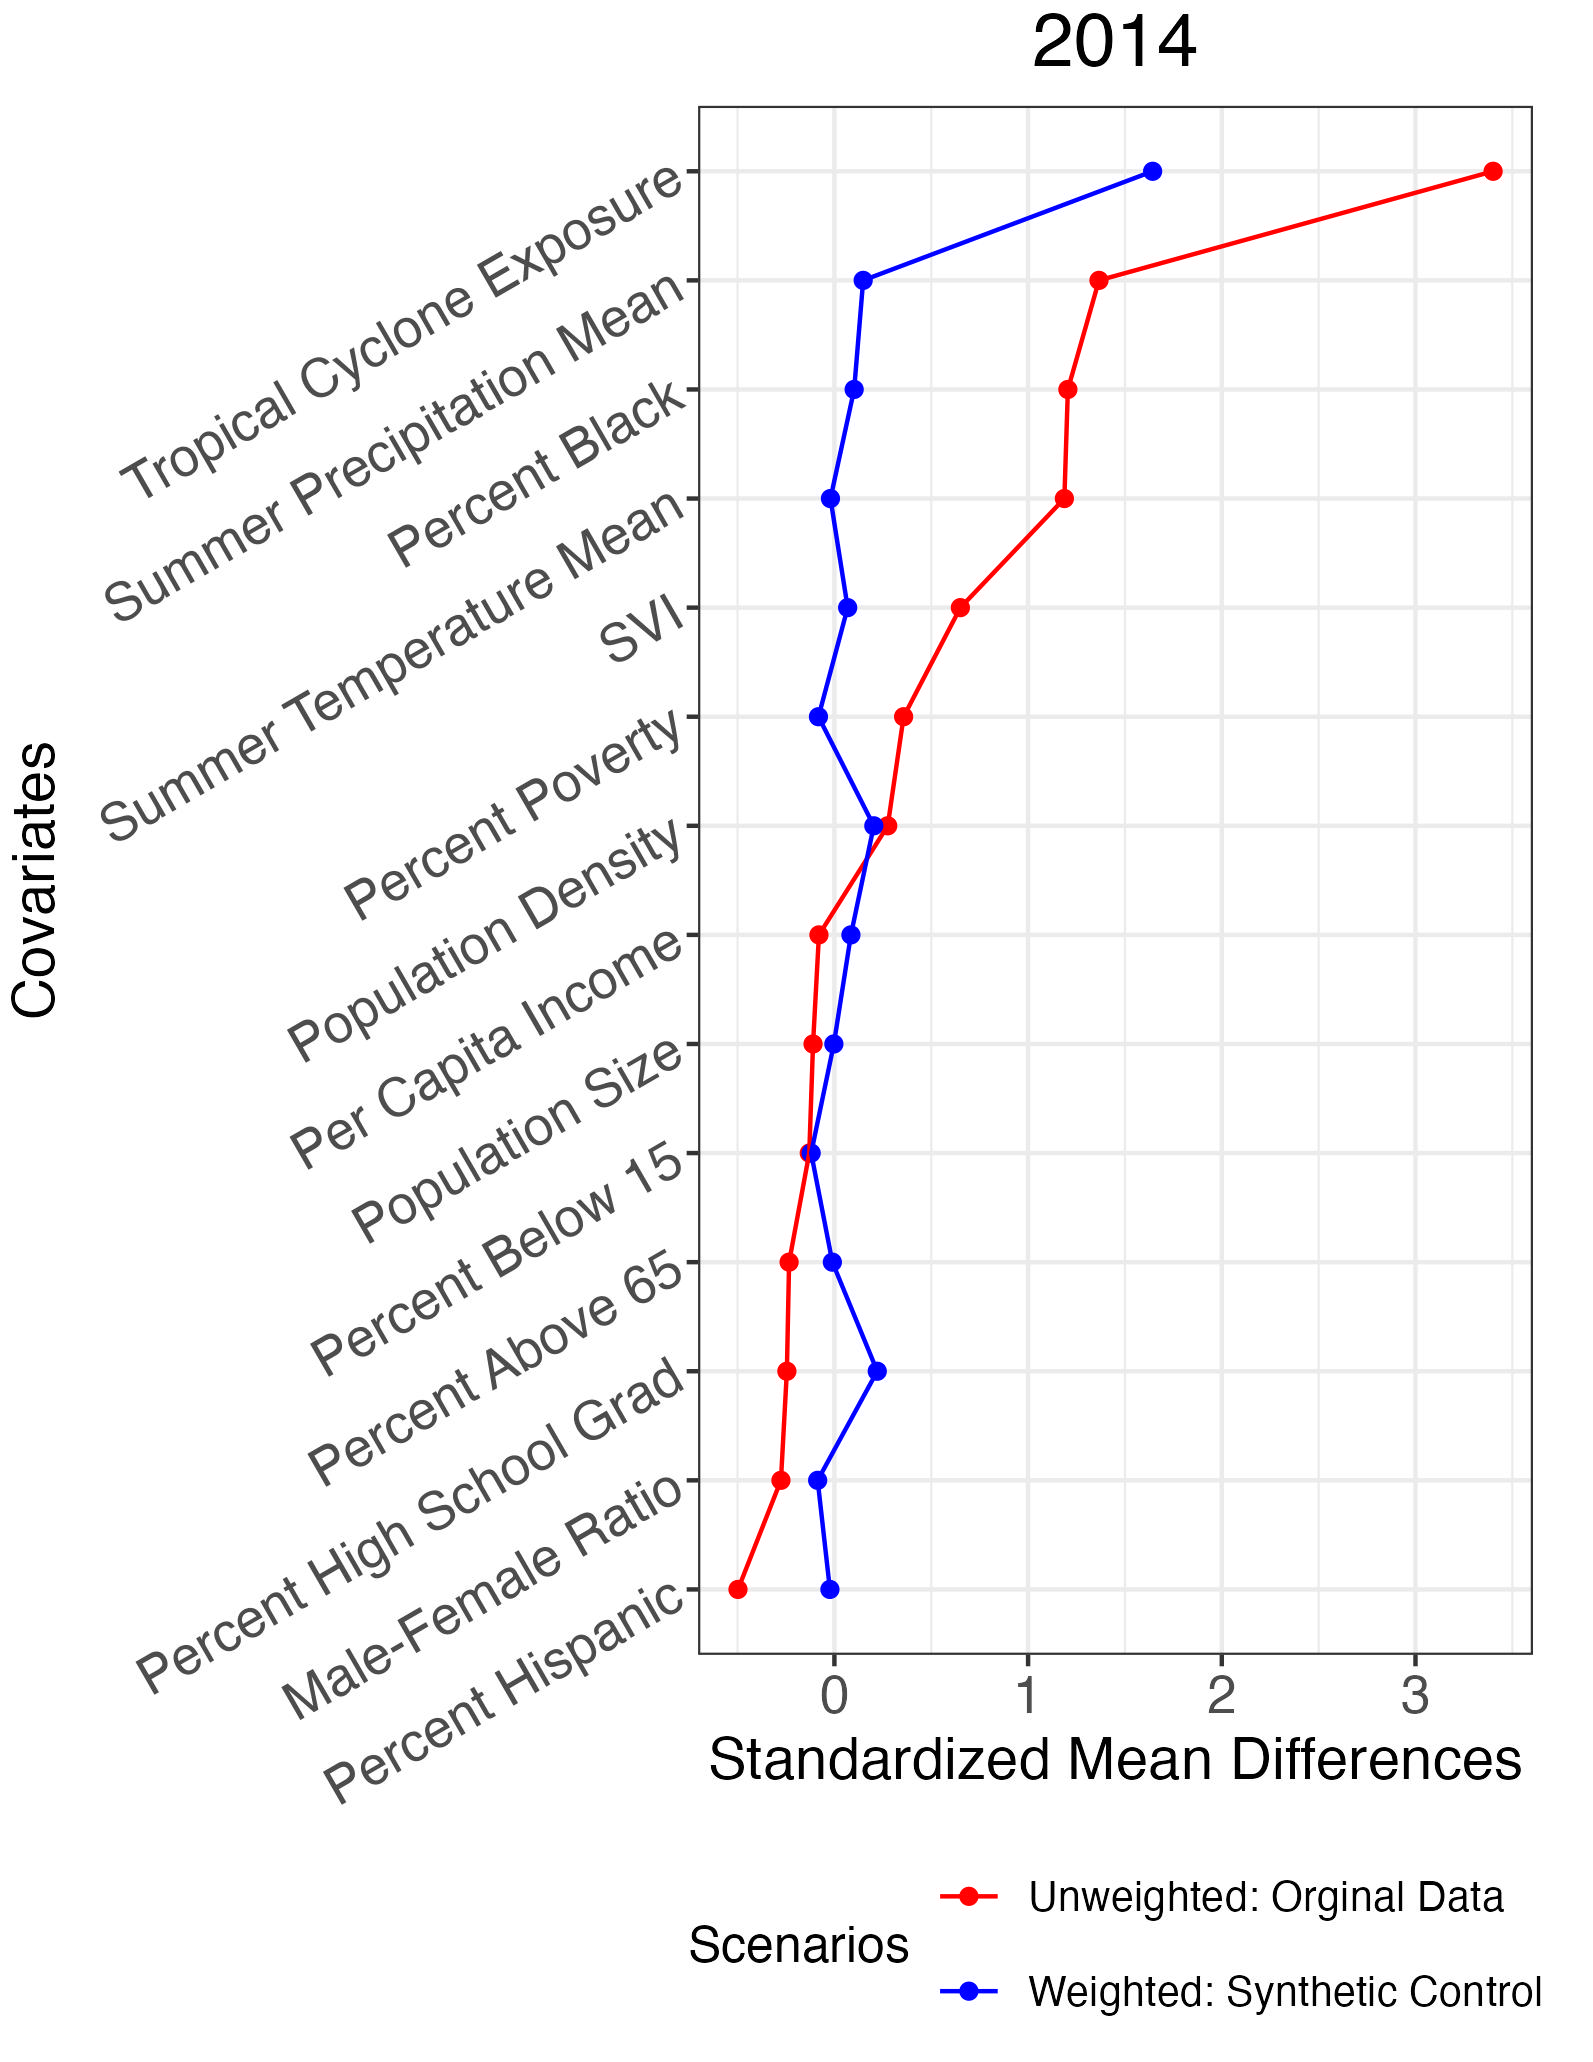 2014
Covariates
Tropical Cyclone Exposure
Summer Precipitation Mean
Percent Black
Summer Temperature Mean
SVI
Percent Poverty
Population Density
Per Capita Income
Population Size
Percent Below 15
Percent Above 65
Percent High School Grad
Male-Female Ratio
Percent Hispanic
0 1 2 3
Standardized Mean Differences
Scenarios
Unweighted: Orginal Data
Weighted: Synthetic Control